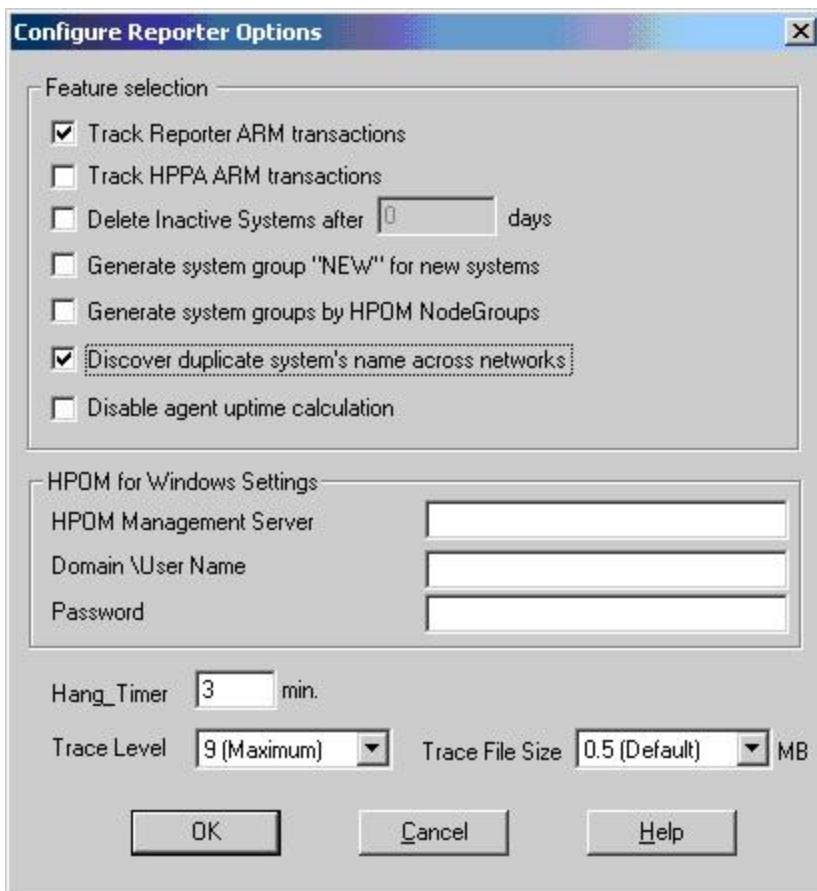 Configure Reporter Options
Feature selection
Track Reporter ARM transactions
Track HPPA ARM transactions
Delete Inactive Systems after 0 days
Generate system group "NEW" for new systems
Generate system groups by HPOM NodeGroups
Discover duplicate system's name across networks
Disable agent uptime calculation
HPOM for Windows Settings
HPOM Management Server
Domain \User Name
Password
Hang_Timer 3 min.
Trace Level 9 (Maximum) Trace File Size 0.5 (Default) MB
OK Cancel Help